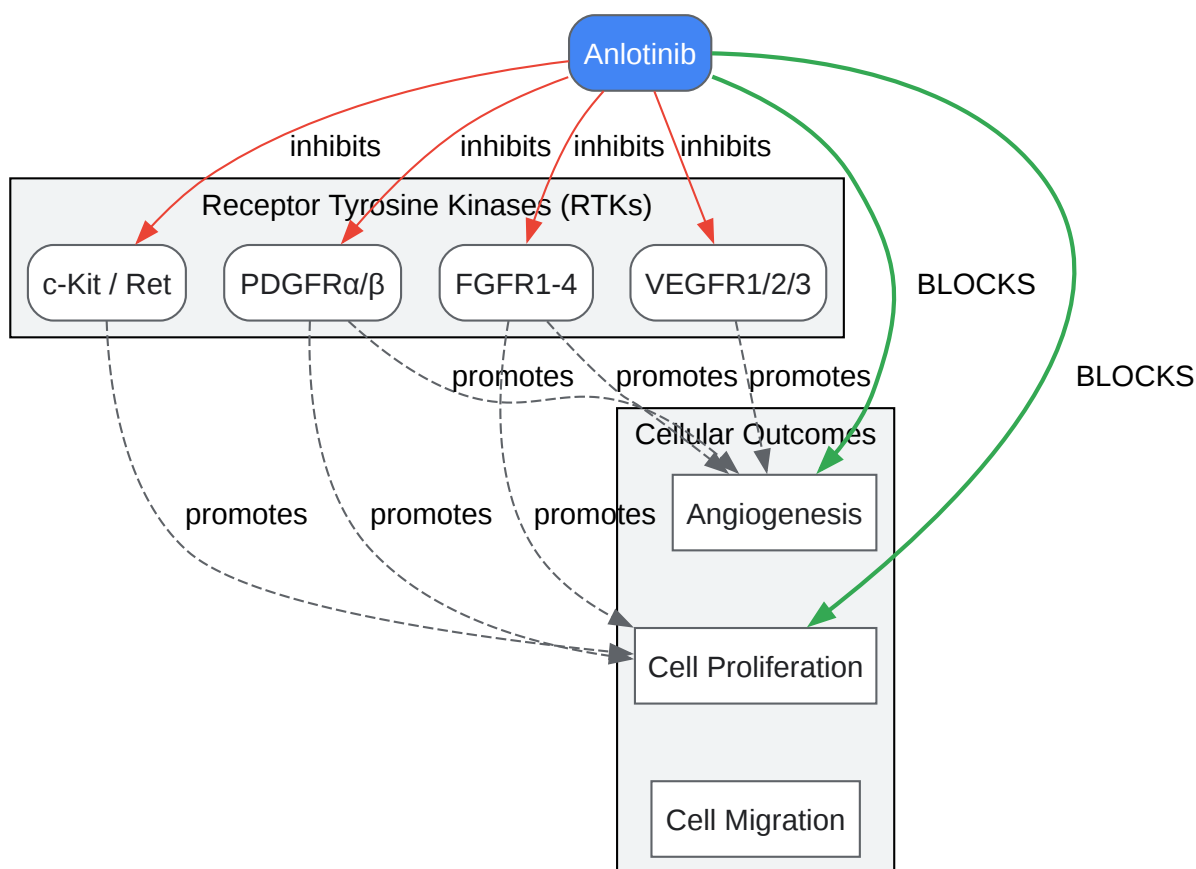 Anlotinib
inhibits
inhibits
inhibits
inhibits
Receptor Tyrosine Kinases (RTKs)
c-Kit / Ret
PDGFRα/β
FGFR1-4
VEGFR1/2/3
BLOCKS
promotes
promotes
promotes
BLOCKS
Cellular Outcomes
Angiogenesis
promotes
promotes
promotes
Cell Proliferation
Cell Migration